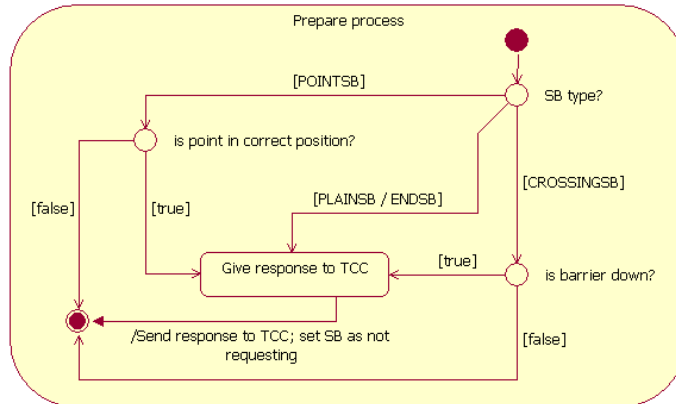 Prepare process
[POINTSB]
SB type?
is point in correct position?
[CROSSINGSB]
[PLAINSB / ENDSB]
[false]
[true]
Give response to TCC
[true]
is barrier down?
/Send response to TCC; set SB as not
requesting
[false]